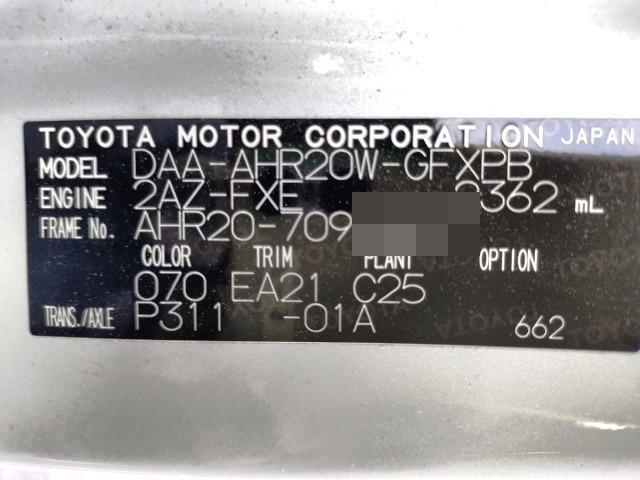 TOYOTA MOTOR CORPORATION JAPAN
MODEL DAA-AHR20W-GFXPB
ENGINE 2AZ-FXE 2362 mL
FRAME No. AHR20-709
COLOR TRIM PLANT OPTION
070 EA21 C25
TRANS./AXLE P311 -01A 662